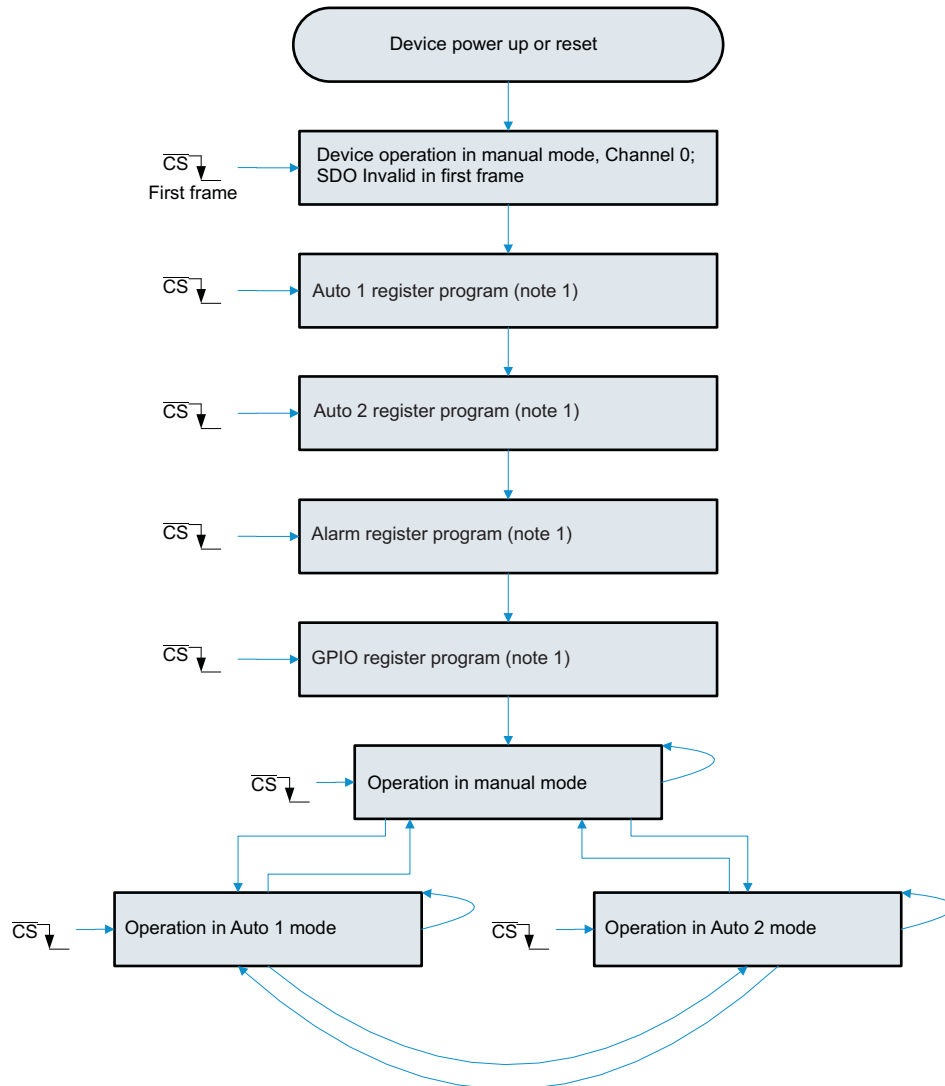 Device power up or reset
CS
First frame
Device operation in manual mode, Channel 0;
SDO Invalid in first frame
CS
Auto 1 register program (note 1)
CS
Auto 2 register program (note 1)
CS
Alarm register program (note 1)
CS
GPIO register program (note 1)
CS
Operation in manual mode
CS
Operation in Auto 1 mode
CS
Operation in Auto 2 mode